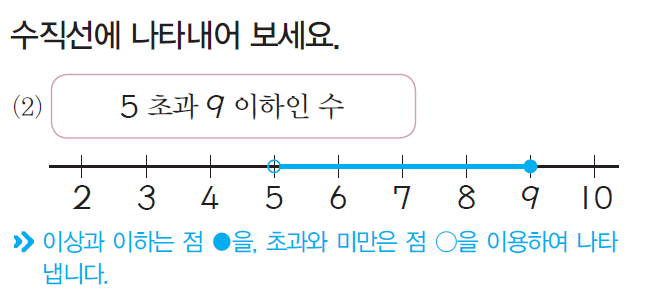 수직선에 나타내어 보세요.
(2) 5 초과 9 이하인 수
2 3 4 5 6 7 8 9 10
이상과 이하는 점 ●을, 초과와 미만은 점 ○을 이용하여 나타
냅니다.